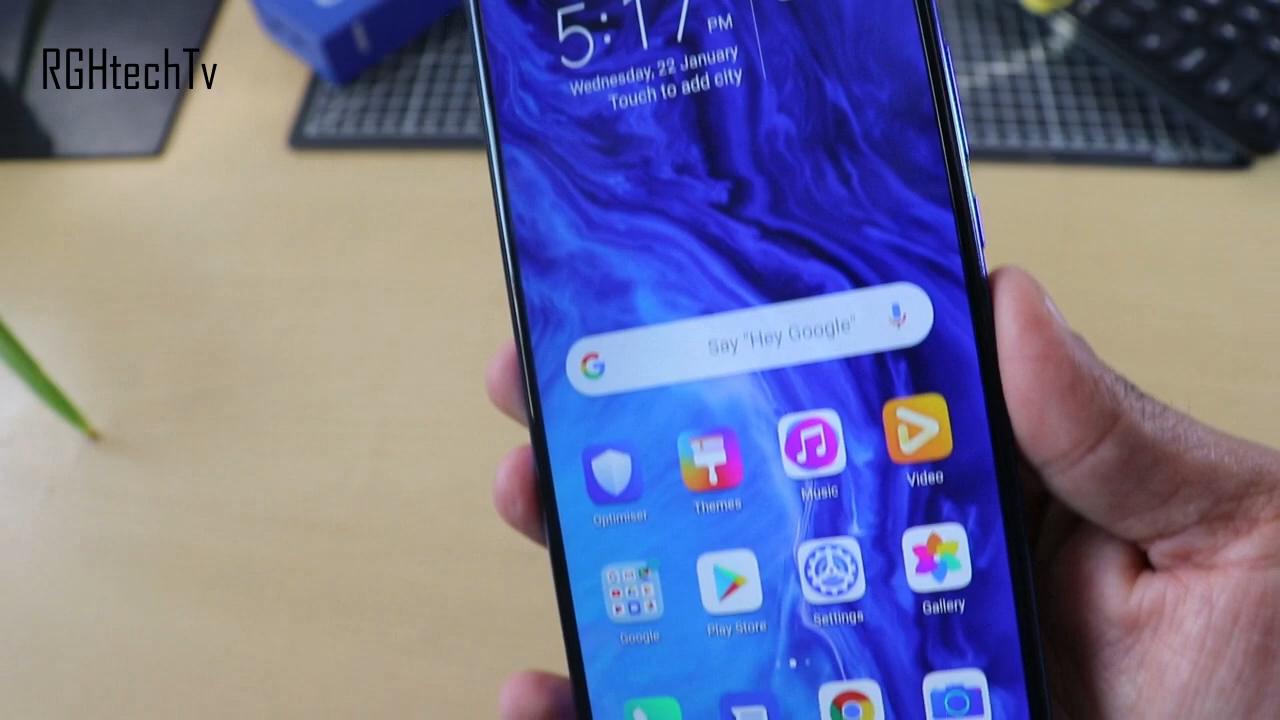 RGHtechTv
5:17 PM
Wednesday, 22 January
Touch to add city
G Say "Hey Google"
Optimiser Themes Music Video
Google Play Store Settings Gallery